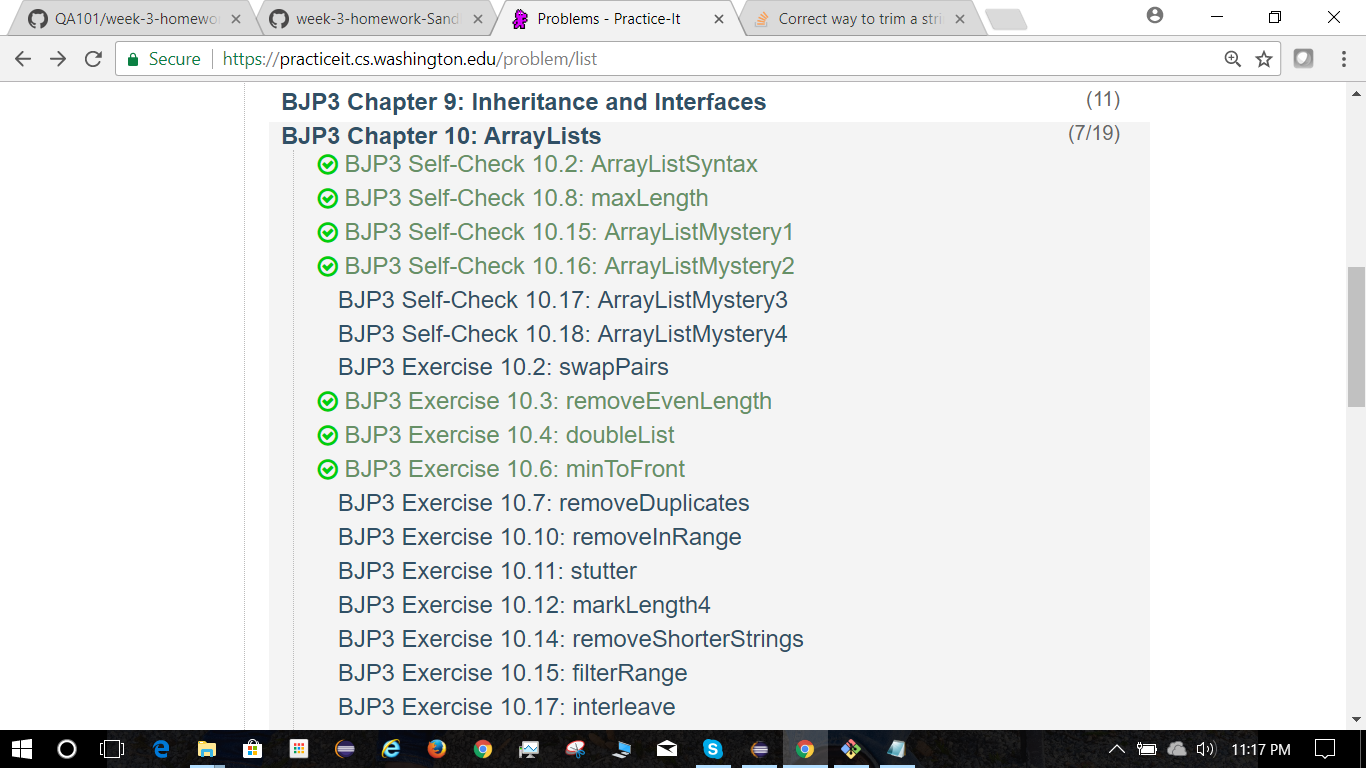 QA101/week-3-homewo
week-3-homework-Sand
Problems - Practice-It
Correct way to trim a stri
Secure
https://practiceit.cs.washington.edu/problem/list
BJP3 Chapter 9: Inheritance and Interfaces (11)
BJP3 Chapter 10: ArrayLists (7/19)
BJP3 Self-Check 10.2: ArrayListSyntax
BJP3 Self-Check 10.8: maxLength
BJP3 Self-Check 10.15: ArrayListMystery1
BJP3 Self-Check 10.16: ArrayListMystery2
BJP3 Self-Check 10.17: ArrayListMystery3
BJP3 Self-Check 10.18: ArrayListMystery4
BJP3 Exercise 10.2: swapPairs
BJP3 Exercise 10.3: removeEvenLength
BJP3 Exercise 10.4: doubleList
BJP3 Exercise 10.6: minToFront
BJP3 Exercise 10.7: removeDuplicates
BJP3 Exercise 10.10: removeInRange
BJP3 Exercise 10.11: stutter
BJP3 Exercise 10.12: markLength4
BJP3 Exercise 10.14: removeShorterStrings
BJP3 Exercise 10.15: filterRange
BJP3 Exercise 10.17: interleave
11:17 PM